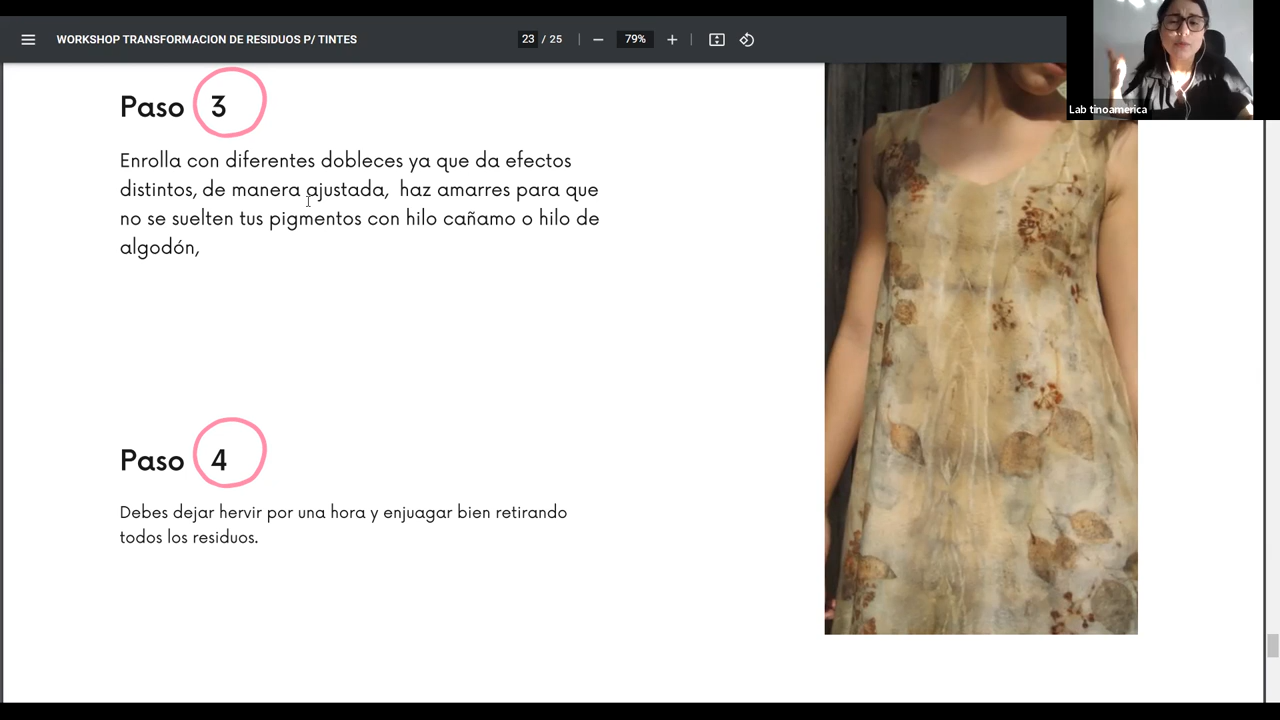 WORKSHOP TRANSFORMACION DE RESIDUOS P/ TINTES
23 / 25
79%
Lab tinoamerica
Paso 3
Enrolla con diferentes dobleces ya que da efectos
distintos, de manera ajustada,  haz amarres para que
no se suelten tus pigmentos con hilo cañamo o hilo de
algodón,
Paso 4
Debes dejar hervir por una hora y enjuagar bien retirando
todos los residuos.